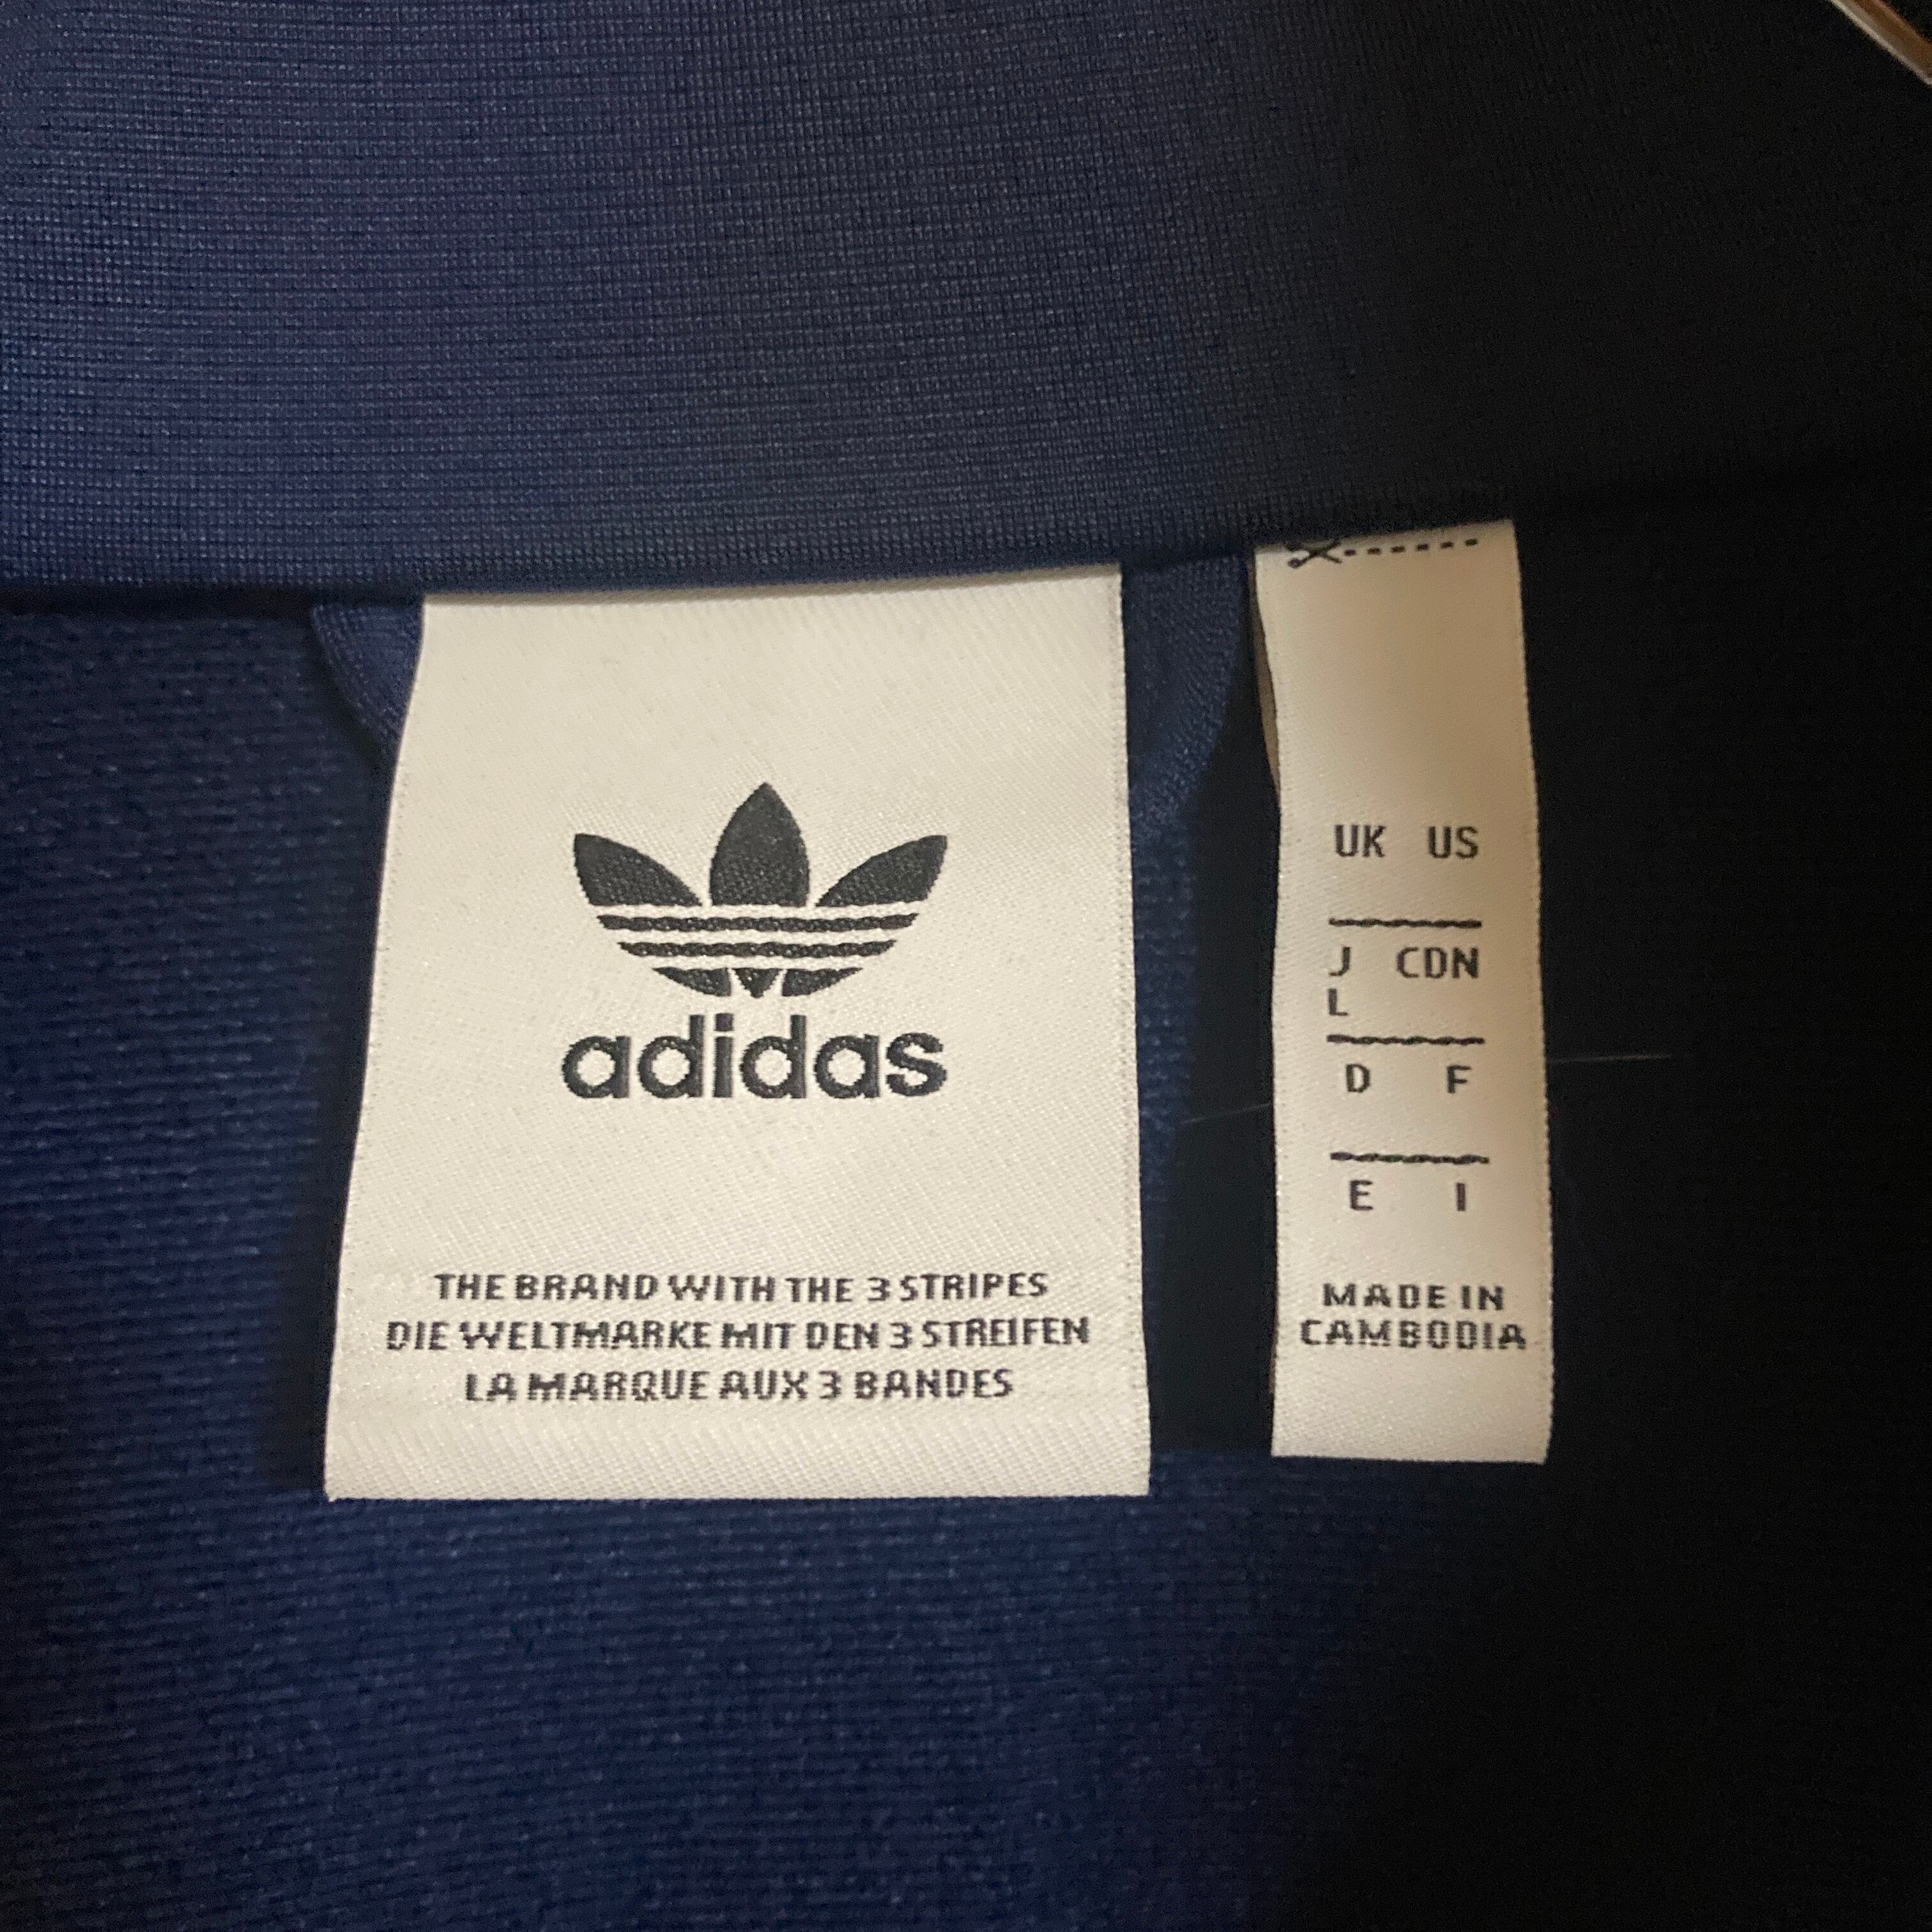 adidas
THE BRAND WITH THE 3 STRIPES
DIE WELTMARKE MIT DEN 3 STREIFEN
LA MARQUE AUX 3 BANDES
UK US
J CDN
L
D F
E I
MADE IN
CAMBODIA